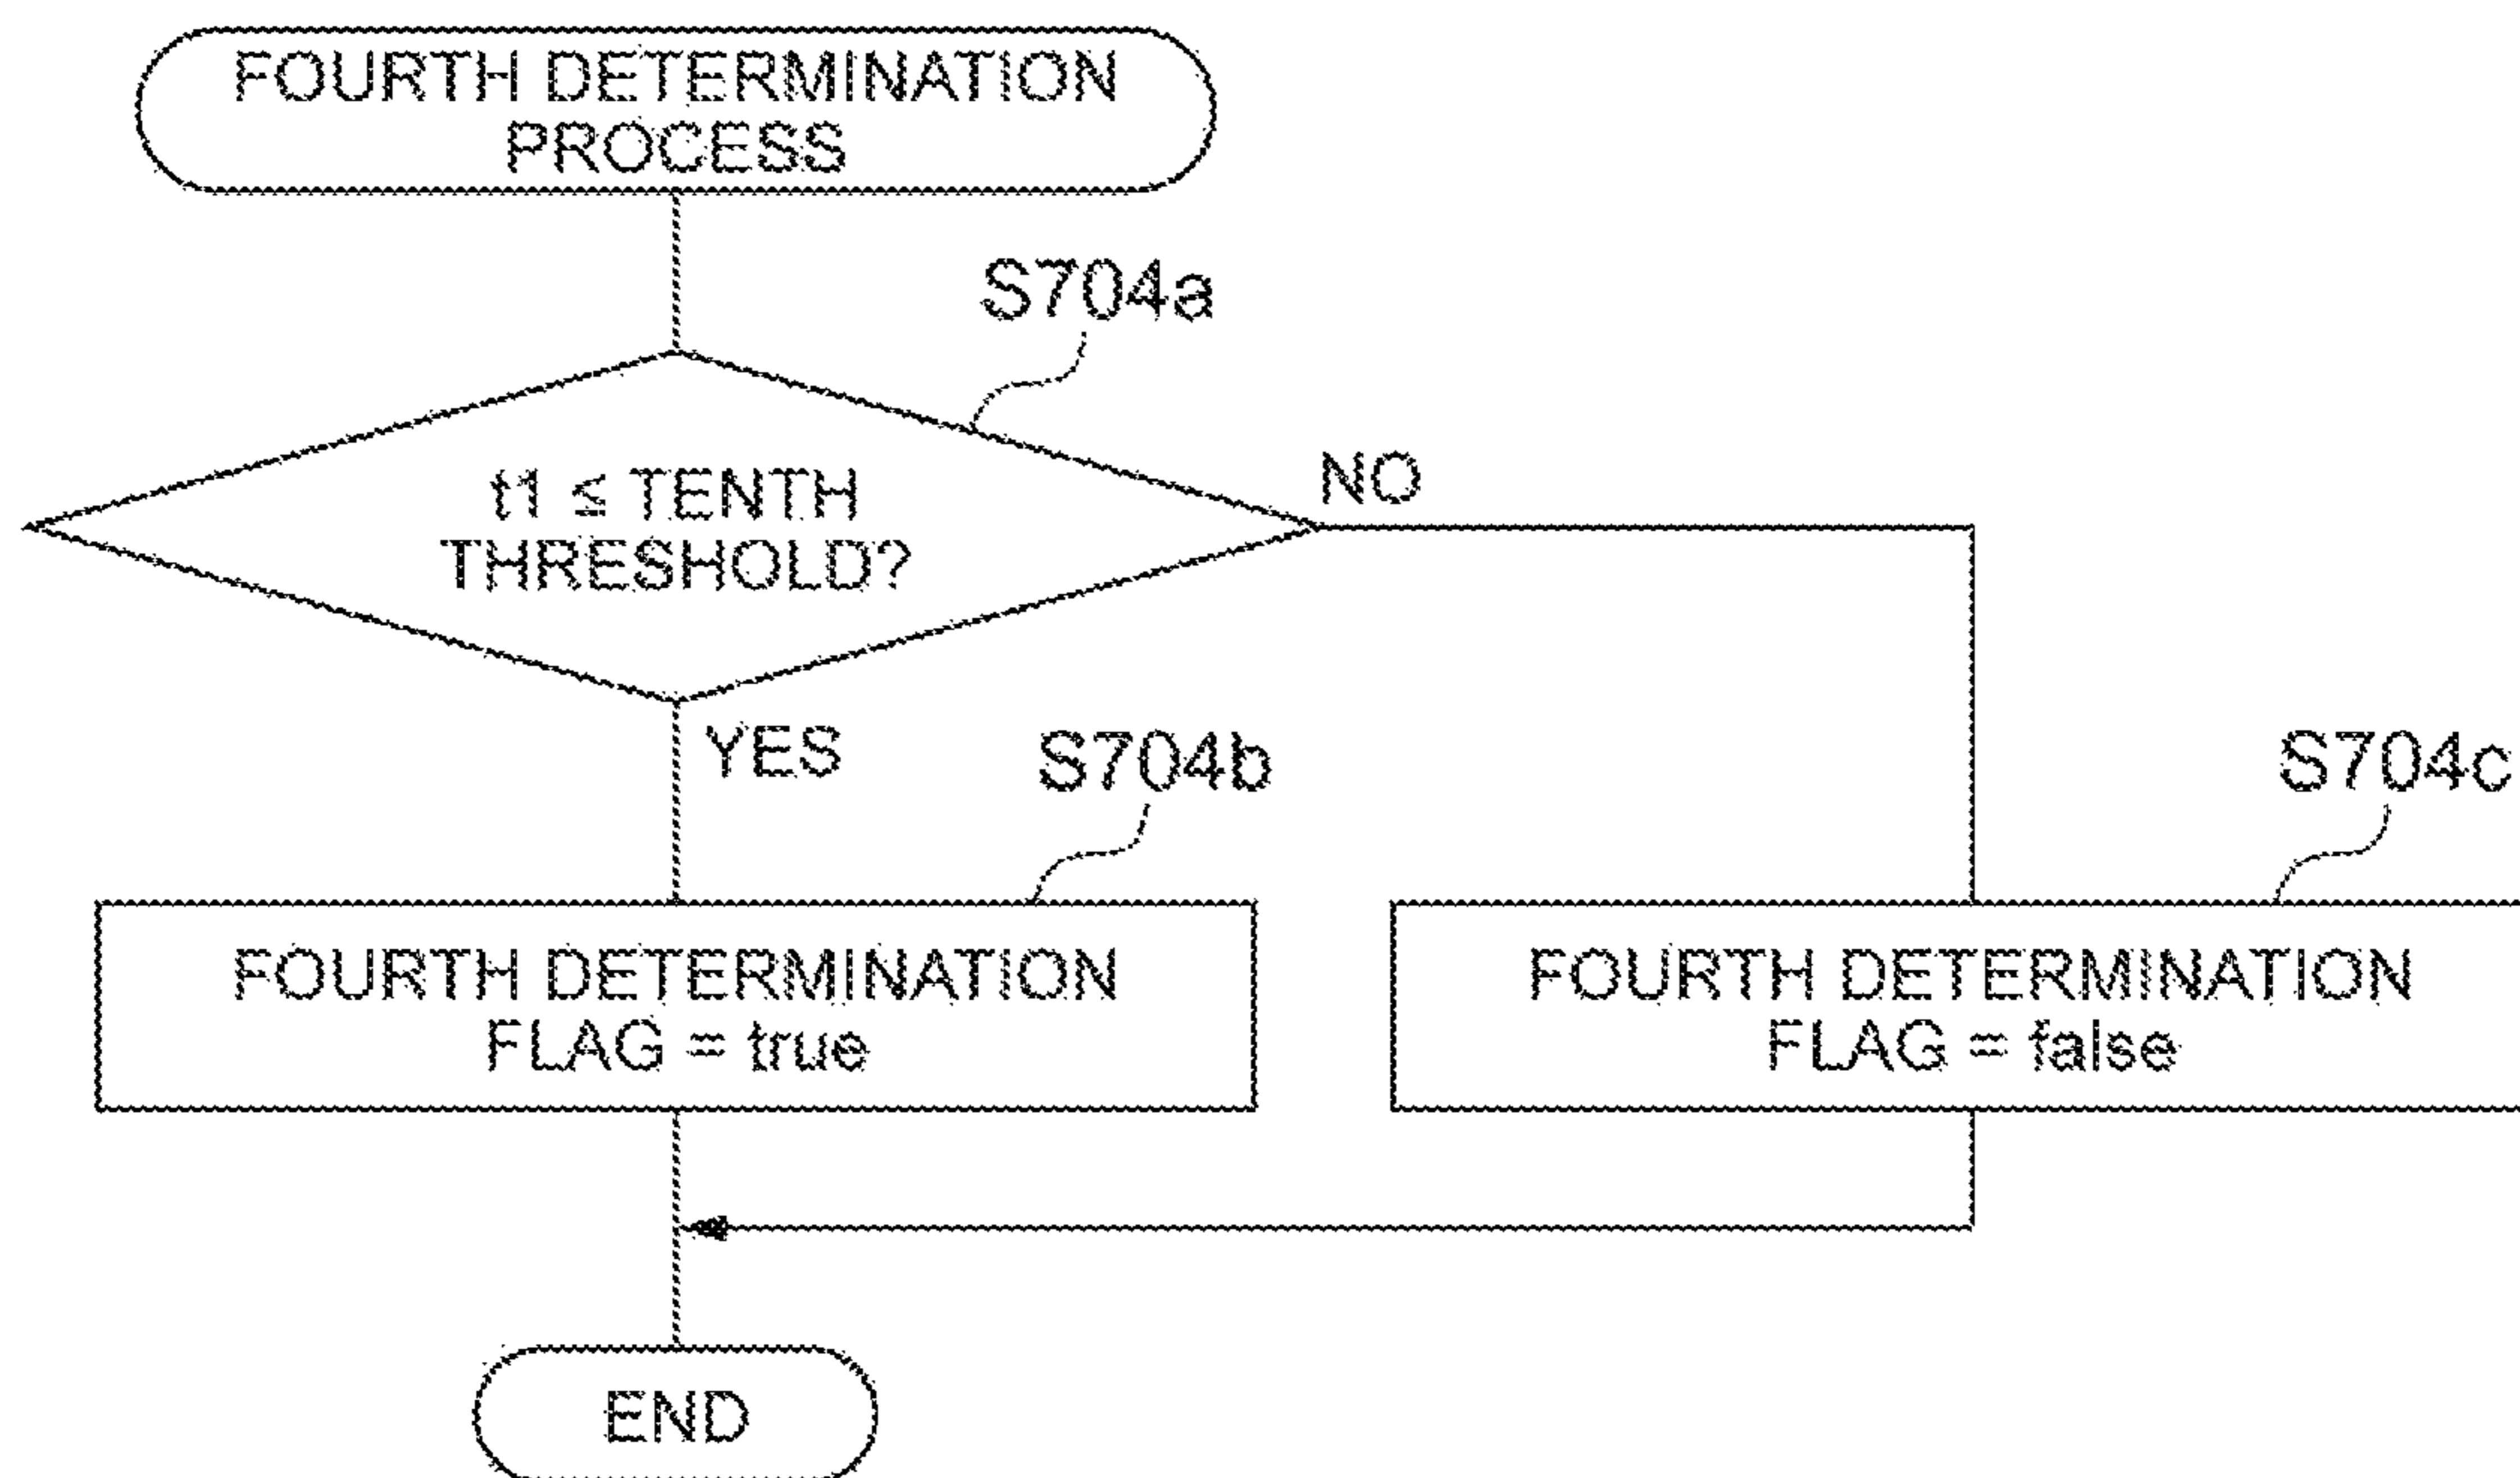 FOURTH DETERMINATION
PROCESS
S704a
t1 ≤ TENTH
THRESHOLD?
NO
YES
S704b
S704c
FOURTH DETERMINATION
FLAG = true
FOURTH DETERMINATION
FLAG = false
END